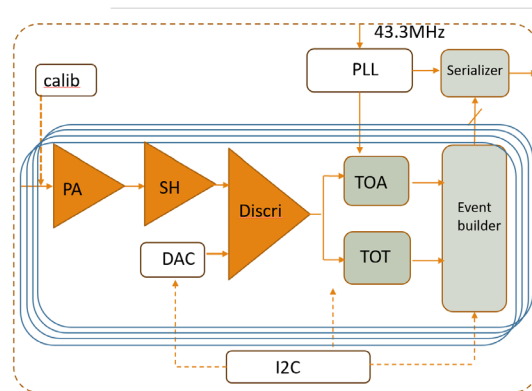 43.3MHz
calib
PLL
Serializer
PA
SH
Discri
TOA
Event
builder
DAC
TOT
I2C